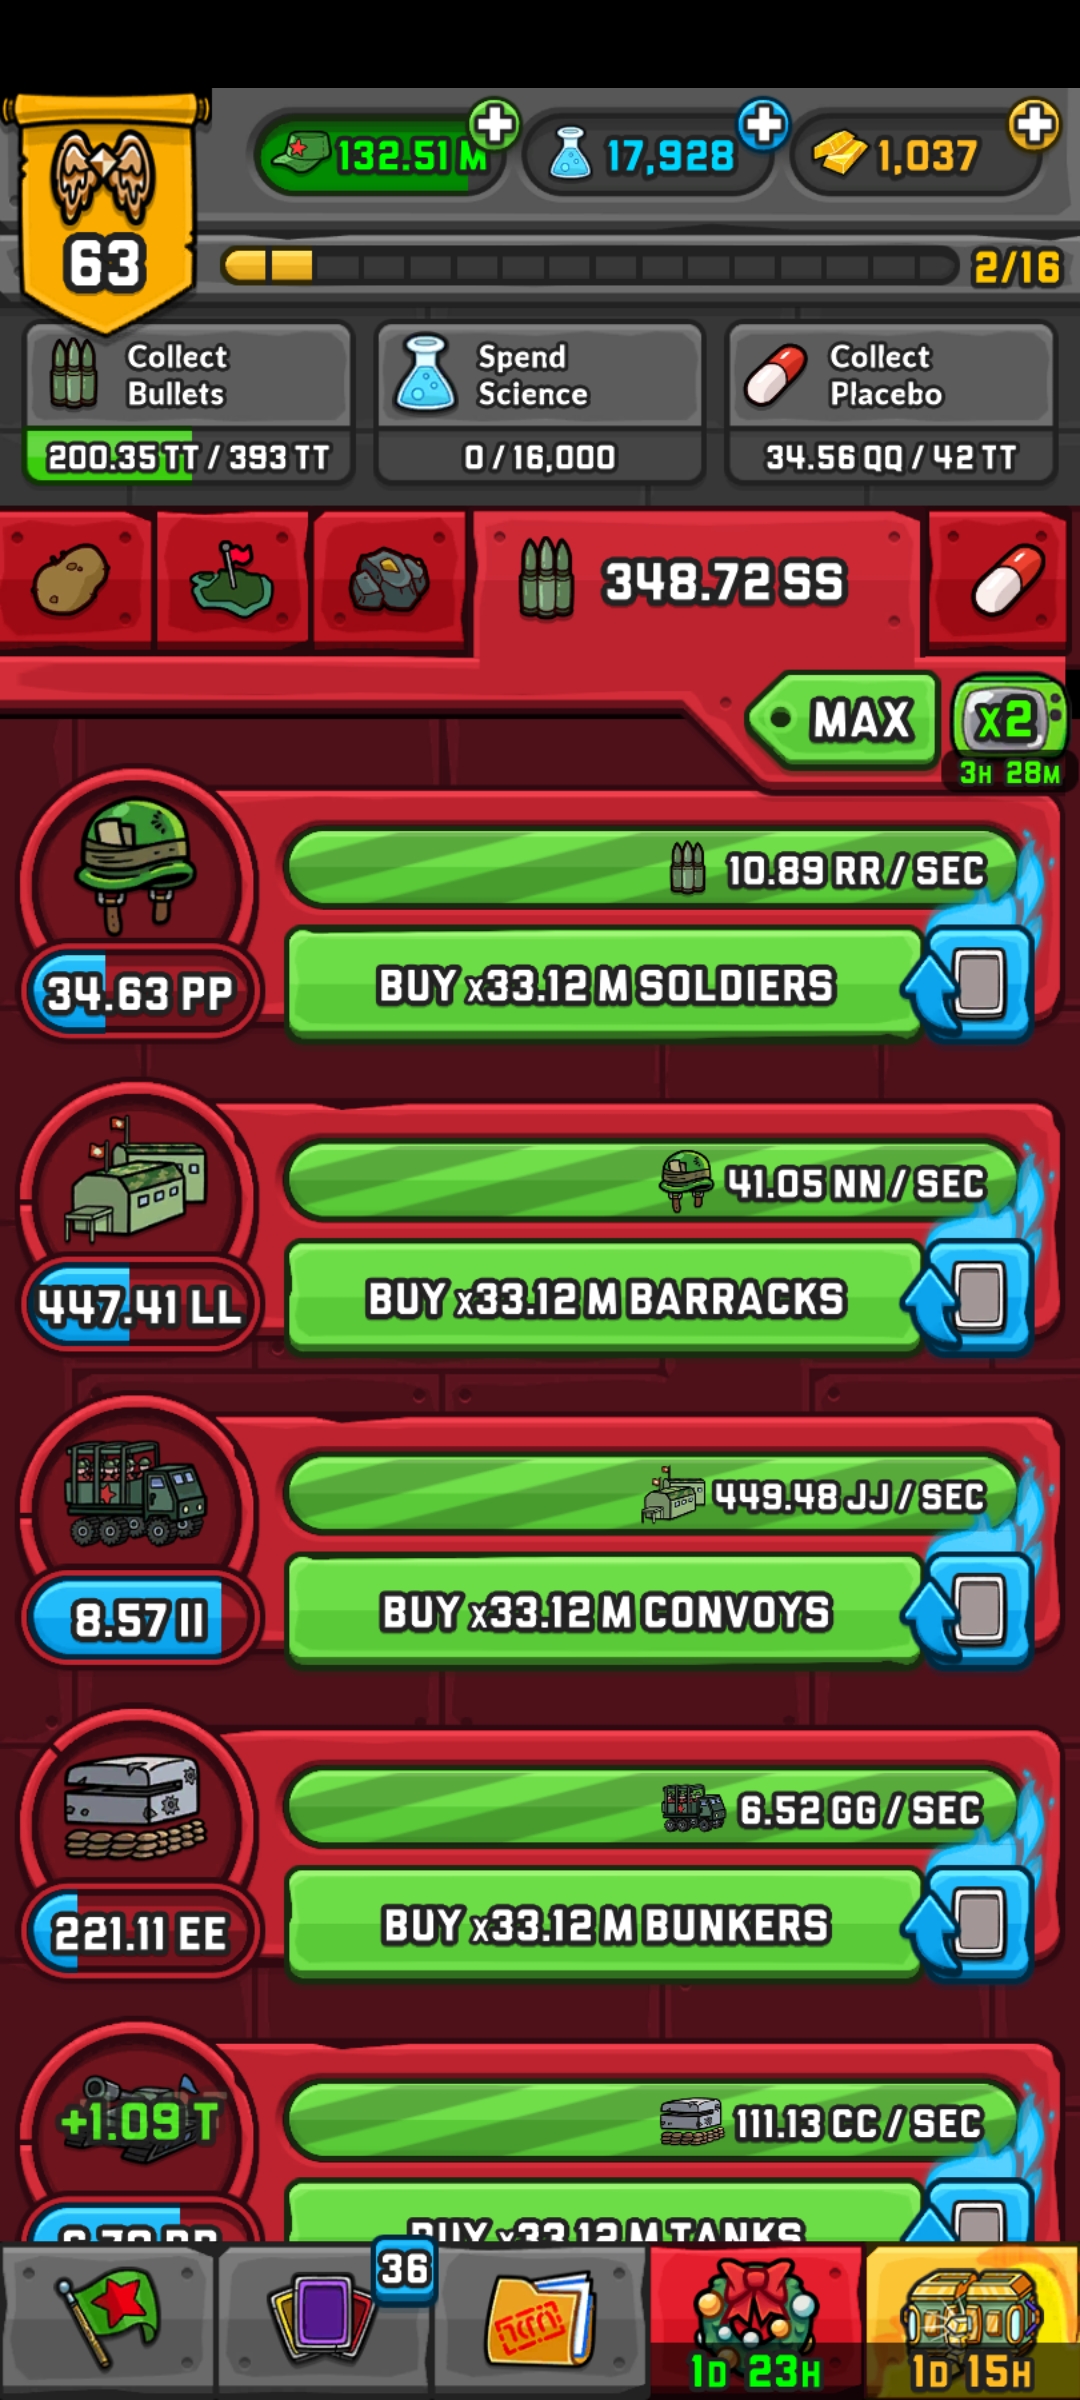 132.51 M
17,928
1,037
63
2/16
Collect
Bullets
200.35 TT / 393 TT
Spend
Science
0 / 16,000
Collect
Placebo
34.56 QQ / 42 TT
348.72 SS
MAX
x2
3H 28M
10.89 RR / SEC
34.63 PP
BUY x33.12 M SOLDIERS
41.05 NN / SEC
447.41 LL
BUY x33.12 M BARRACKS
449.48 JJ / SEC
8.57 II
BUY x33.12 M CONVOYS
6.52 GG / SEC
221.11 EE
BUY x33.12 M BUNKERS
+1.09 T
111.13 CC / SEC
BUY x33.12 M TANKS
36
1D 23H
1D 15H